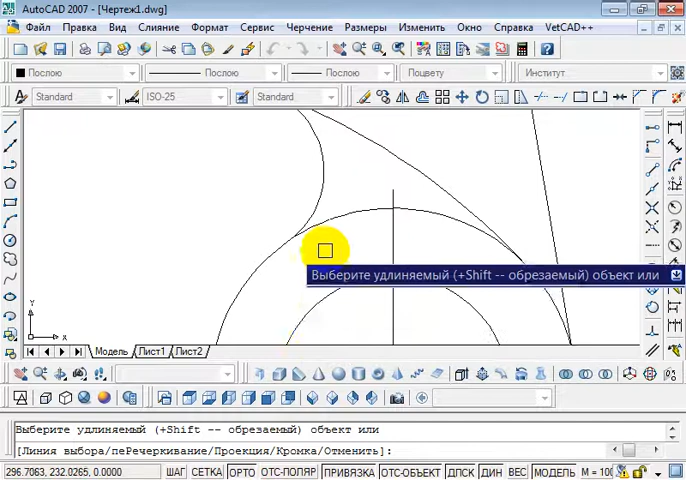 AutoCAD 2007 - [Чертеж1.dwg]
Файл Правка Вид Вставка Слияние Формат Сервис Черчение Размеры Изменить Окно Справка VetCAD++
Послою Послою Послою Поцвету Институт
Standard ISO-25 Standard
Выберите удлиняемый (+Shift -- обрезаемый) объект или
Y
X
Модель Лист1 Лист2
Выберите удлиняемый (+Shift -- обрезаемый) объект или
[Линия выбора/пеРечеркивание/Проекция/Кромка/Отменить]:
296.7063, 232.0265, 0.0000 ШАГ СЕТКА ОРТО ОТС-ПОЛЯР ПРИВЯЗКА ОТС-ОБЪЕКТ ДПСК ДИН ВЕС МОДЕЛЬ